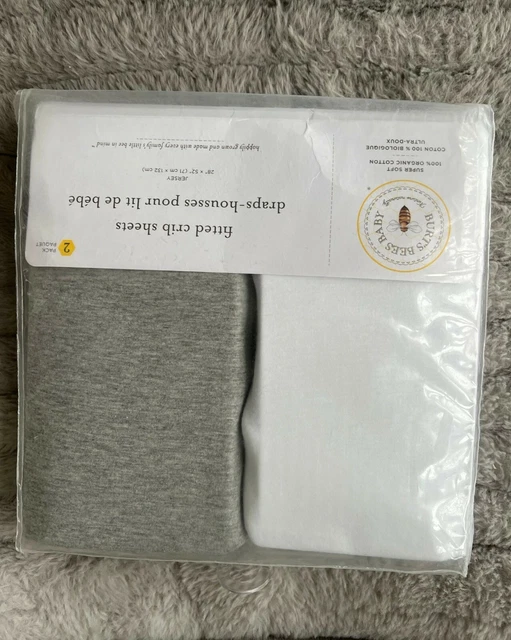 BURT'S BEES BABY
SUPER SOFT
100% ORGANIC COTTON
COTON 100 % BIOLOGIQUE
ULTRA-DOUX
2
PACK
PAQUET
fitted crib sheets
draps-housses pour lit de bébé
JERSEY
28" × 52" (71 cm × 132 cm)
happily grown and made with every family's little bee in mind™